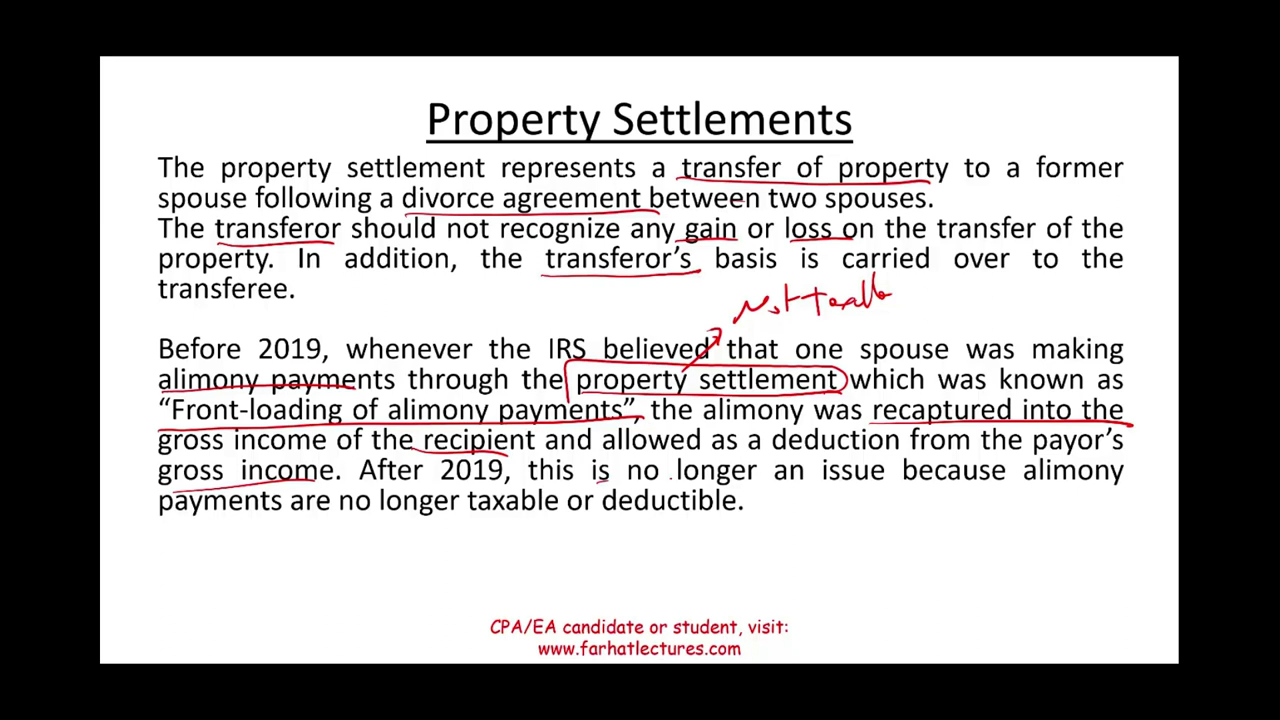 Property Settlements
The property settlement represents a transfer of property to a former
spouse following a divorce agreement between two spouses.
The transferor should not recognize any gain or loss on the transfer of the
property. In addition, the transferor's basis is carried over to the
transferee.
Not taxable
Before 2019, whenever the IRS believed that one spouse was making
alimony payments through the property settlement which was known as
“Front-loading of alimony payments”, the alimony was recaptured into the
gross income of the recipient and allowed as a deduction from the payor’s
gross income. After 2019, this is no longer an issue because alimony
payments are no longer taxable or deductible.
CPA/EA candidate or student, visit:
www.farhatlectures.com